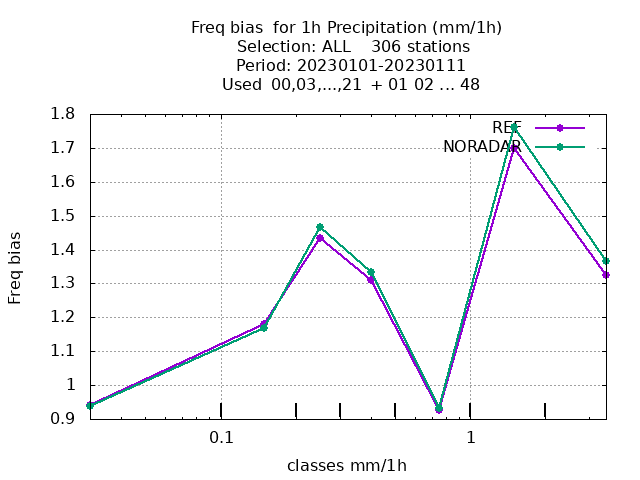 Freq bias  for 1h Precipitation (mm/1h)
Selection: ALL    306 stations
Period: 20230101-20230111
Used  00,03,...,21  + 01 02 ... 48
REF
NORADAR
1.8
1.7
1.6
1.5
1.4
1.3
1.2
1.1
1
0.9
Freq bias
0.1
1
classes mm/1h